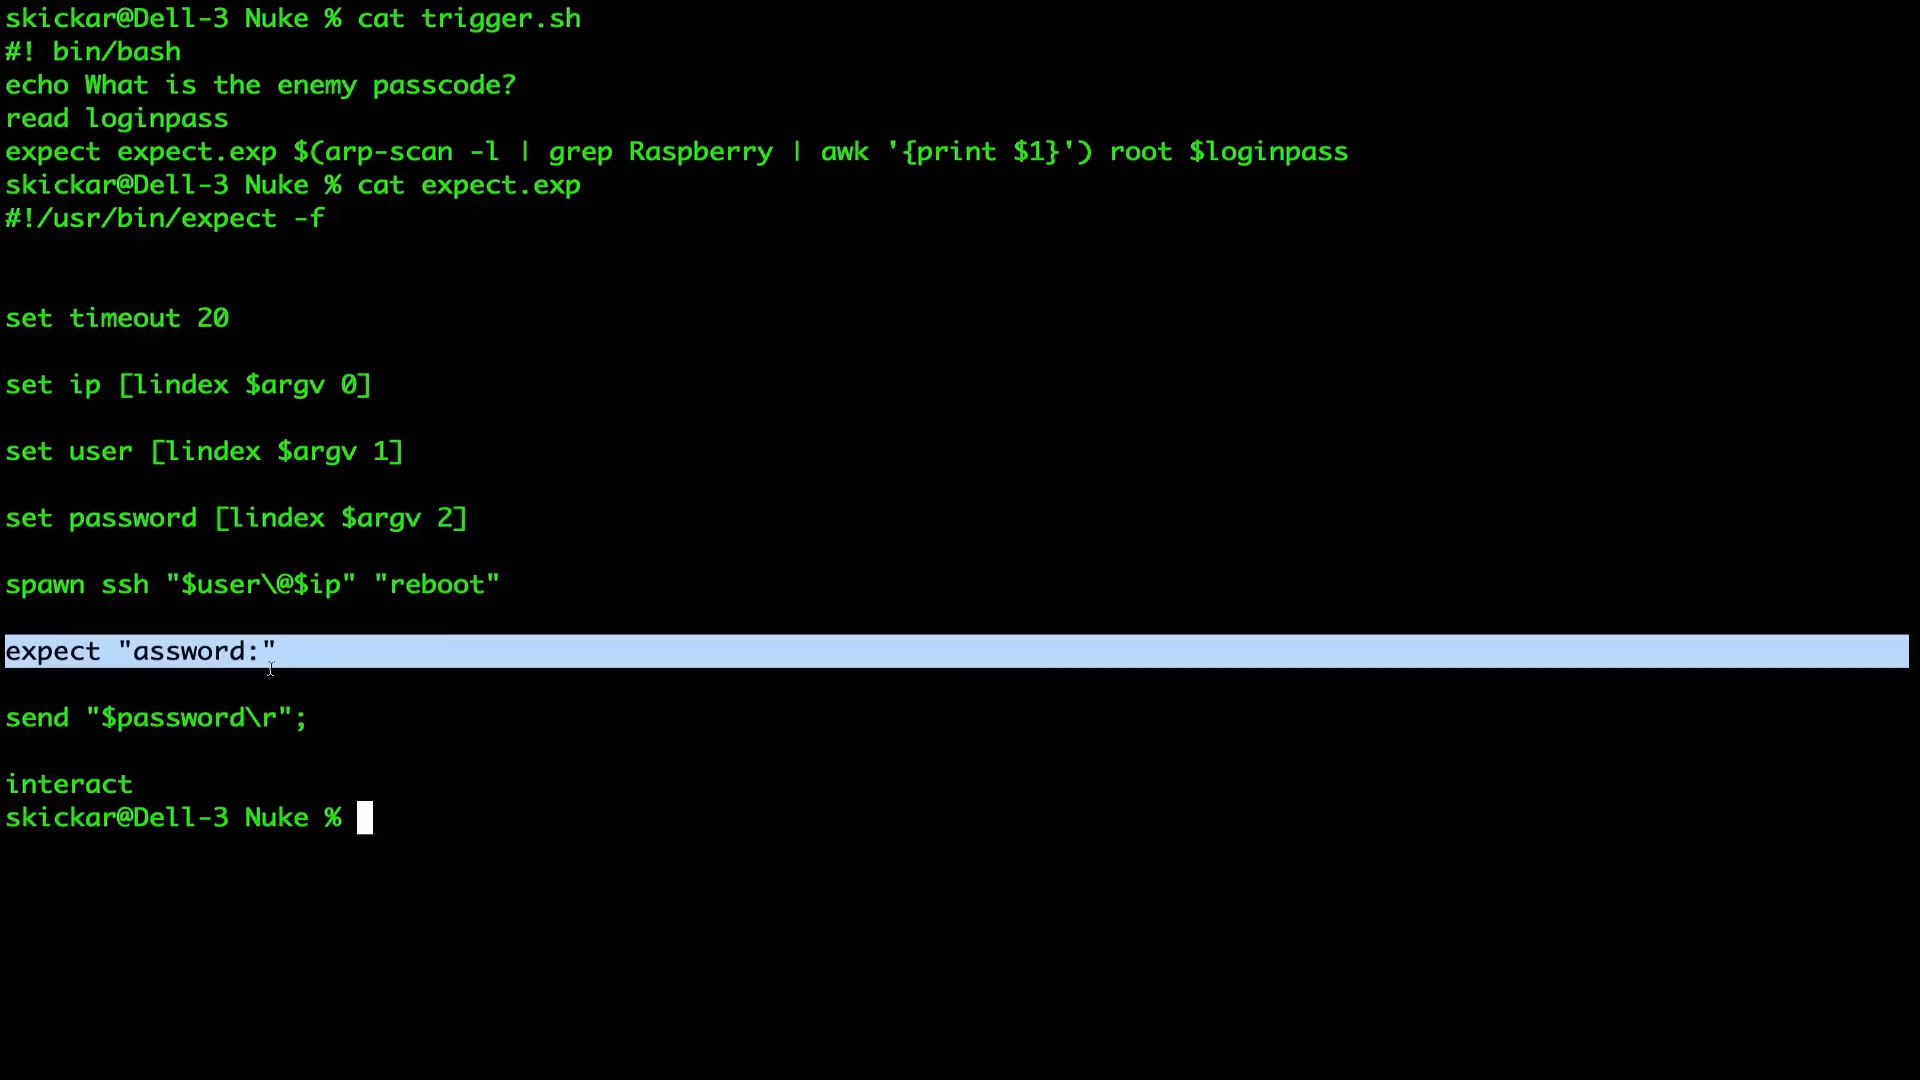 skickar@Dell-3 Nuke % cat trigger.sh
#! bin/bash
echo What is the enemy passcode?
read loginpass
expect expect.exp $(arp-scan -l | grep Raspberry | awk '{print $1}') root $loginpass
skickar@Dell-3 Nuke % cat expect.exp
#!/usr/bin/expect -f
set timeout 20
set ip [lindex $argv 0]
set user [lindex $argv 1]
set password [lindex $argv 2]
spawn ssh "$user\@$ip" "reboot"
expect "assword:"
send "$password\r";
interact
skickar@Dell-3 Nuke %